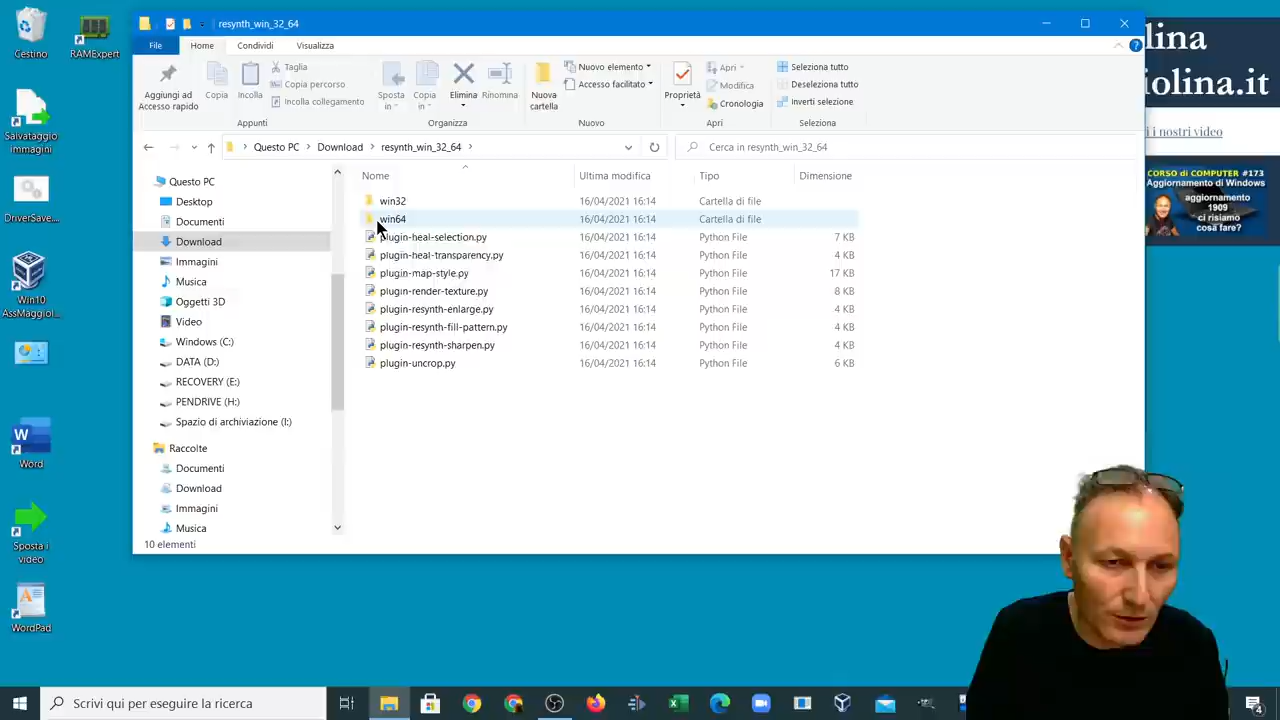 Cestino
RAMExpert
Salvataggio
immagini
DriverSave....
Win10
AssMaggiol...
Word
Sposta i
video
WordPad
resynth_win_32_64
File
Home
Condividi
Visualizza
Aggiungi ad
Accesso rapido
Copia
Incolla
Taglia
Copia percorso
Incolla collegamento
Appunti
Sposta
in
Copia
in
Elimina
Rinomina
Organizza
Nuova
cartella
Nuovo elemento
Accesso facilitato
Nuovo
Proprietà
Apri
Modifica
Cronologia
Apri
Seleziona tutto
Deseleziona tutto
Inverti selezione
Seleziona
Questo PC > Download > resynth_win_32_64 >
Cerca in resynth_win_32_64
Questo PC
Desktop
Documenti
Download
Immagini
Musica
Oggetti 3D
Video
Windows (C:)
DATA (D:)
RECOVERY (E:)
PENDRIVE (H:)
Spazio di archiviazione (I:)
Raccolte
Documenti
Download
Immagini
Musica
Nome Ultima modifica Tipo Dimensione
win32 16/04/2021 16:14 Cartella di file
win64 16/04/2021 16:14 Cartella di file
plugin-heal-selection.py 16/04/2021 16:14 Python File 7 KB
plugin-heal-transparency.py 16/04/2021 16:14 Python File 4 KB
plugin-map-style.py 16/04/2021 16:14 Python File 17 KB
plugin-render-texture.py 16/04/2021 16:14 Python File 8 KB
plugin-resynth-enlarge.py 16/04/2021 16:14 Python File 4 KB
plugin-resynth-fill-pattern.py 16/04/2021 16:14 Python File 4 KB
plugin-resynth-sharpen.py 16/04/2021 16:14 Python File 4 KB
plugin-uncrop.py 16/04/2021 16:14 Python File 6 KB
10 elementi
lina
iolina.it
i i nostri video
CORSO di COMPUTER #173
Aggiornamento di Windows
aggiornamento
1909
ci risiamo
cosa fare?
Scrivi qui per eseguire la ricerca
4